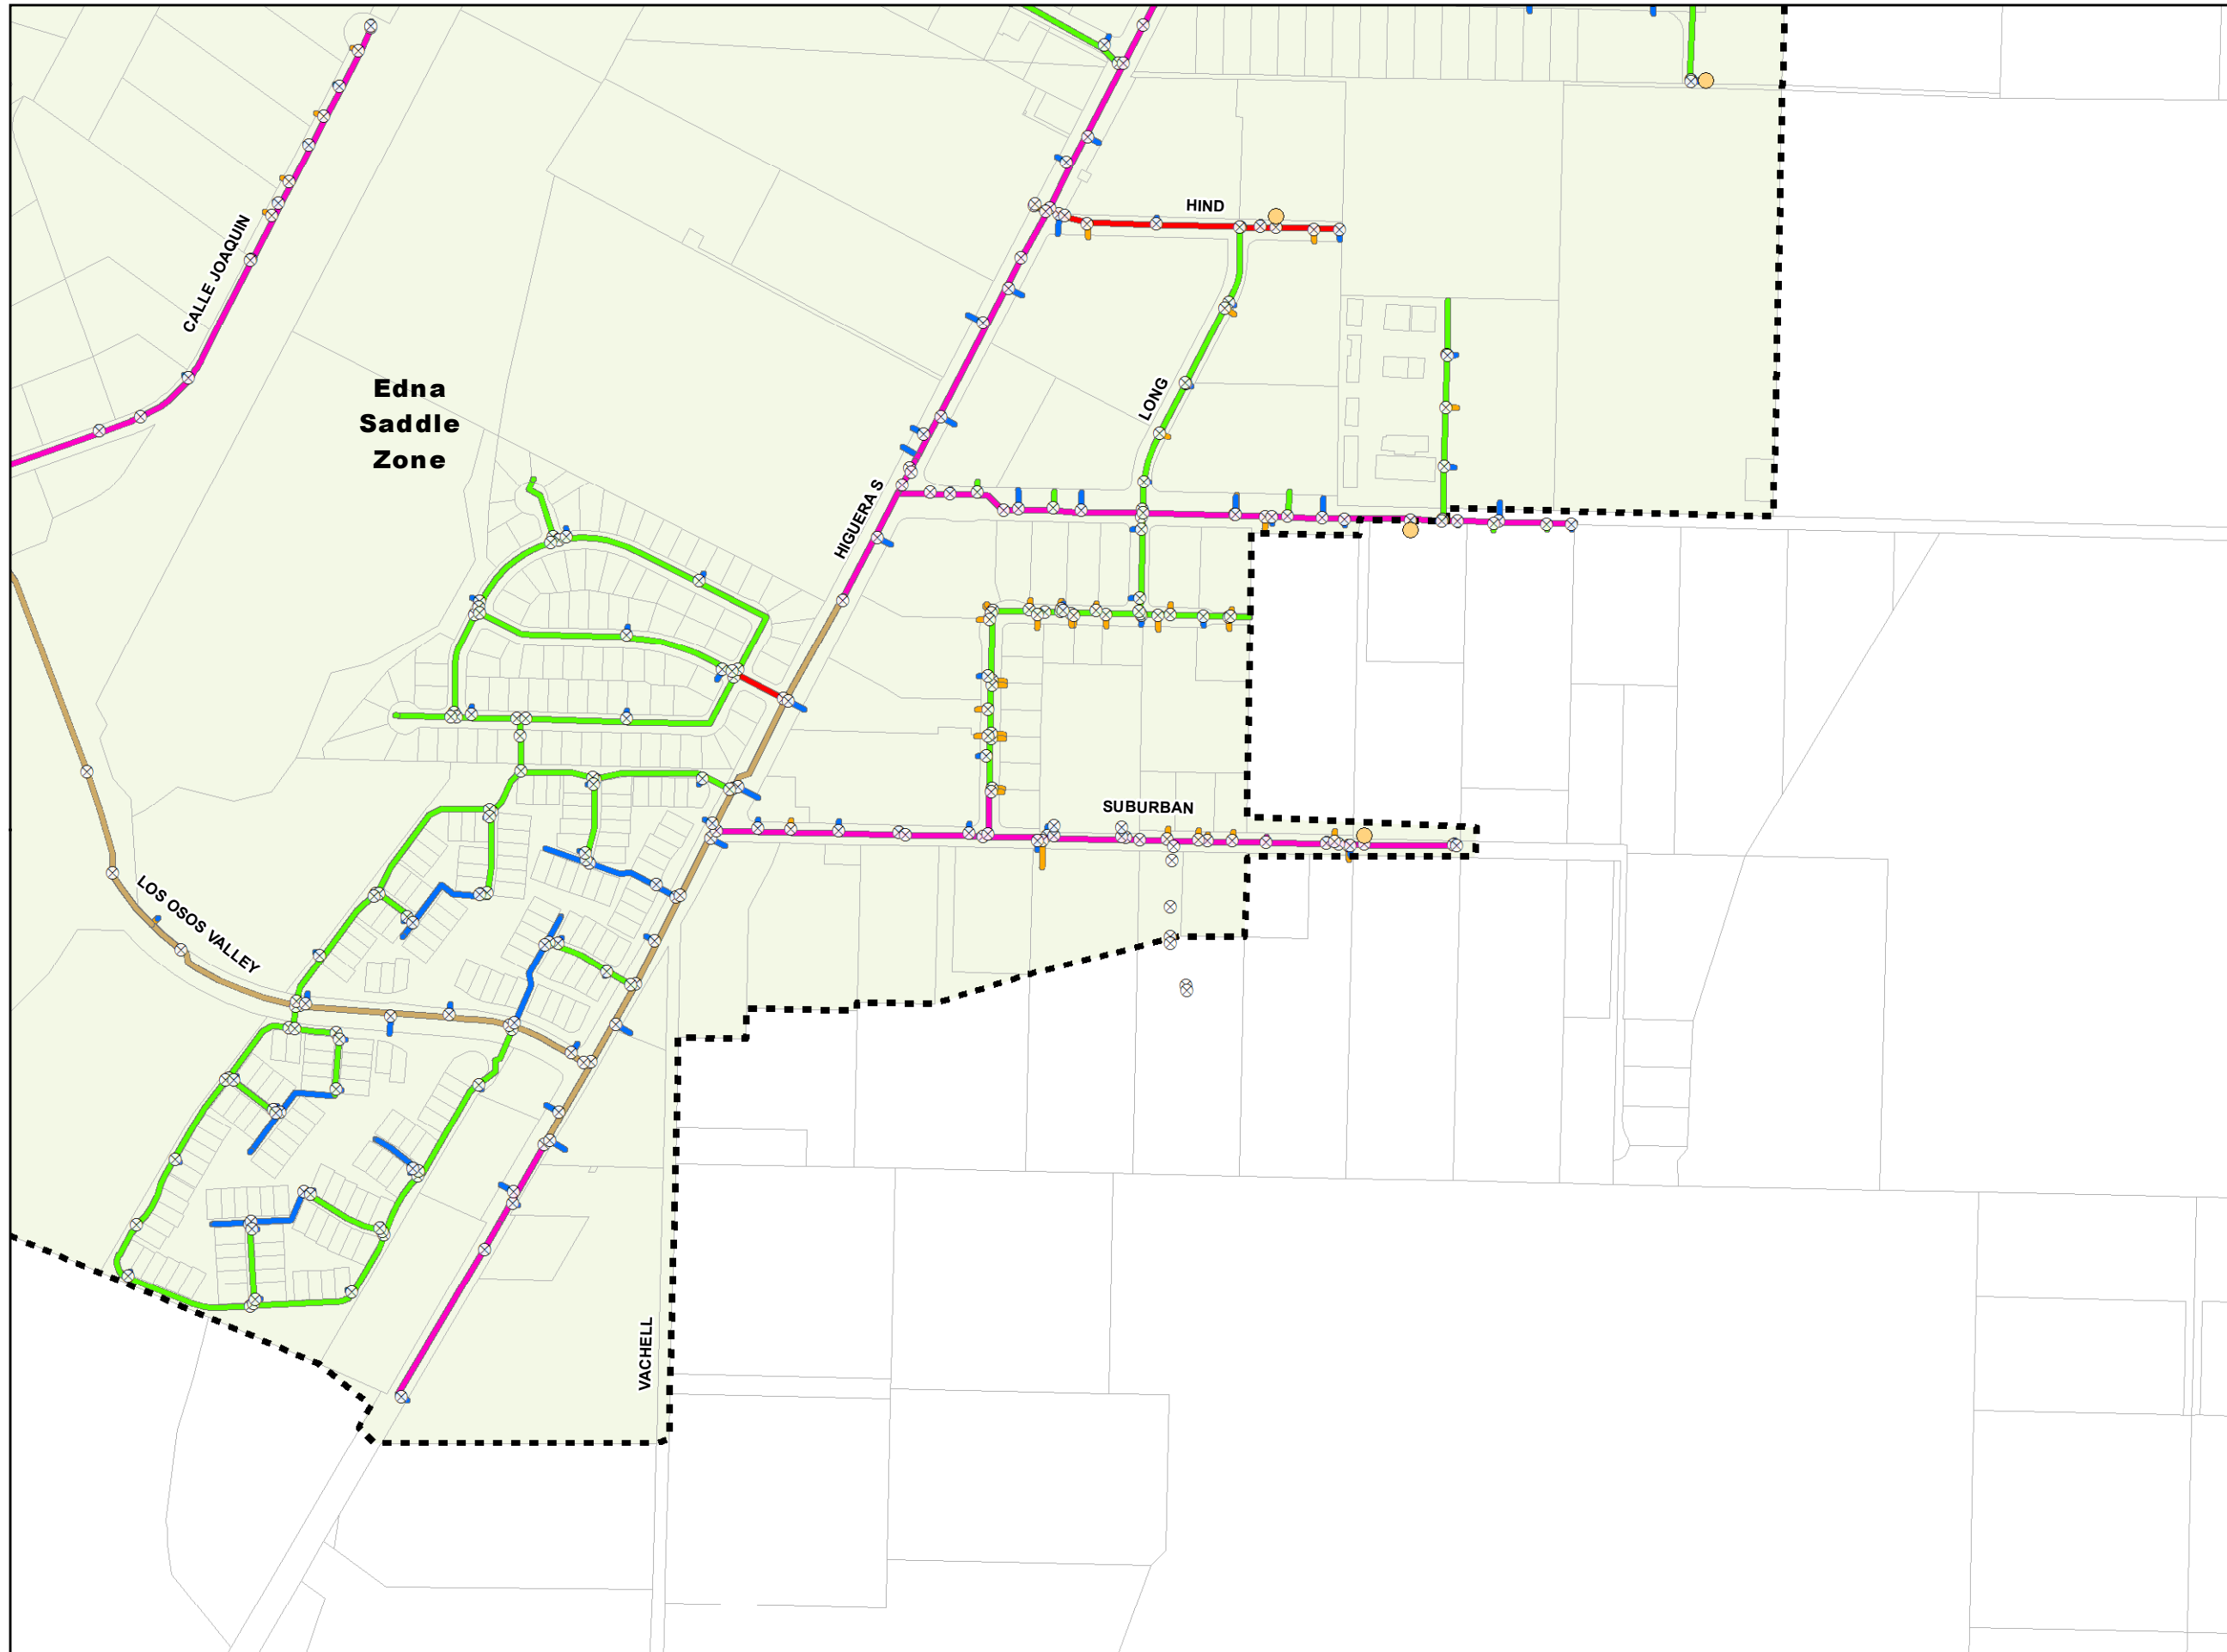 HIND
CALLE JOAQUIN
Edna
Saddle
Zone
LONG
HIGUERA S
SUBURBAN
LOS OSOS VALLEY
VACHELL